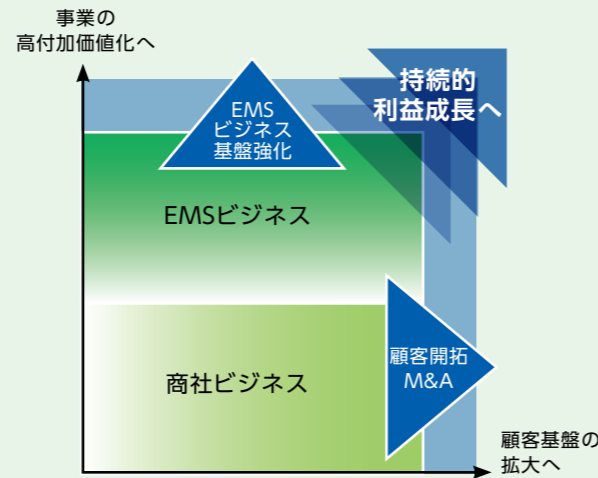 事業の
高付加価値化へ
持続的
利益成長へ
EMS
ビジネス
基盤強化
EMSビジネス
商社ビジネス
顧客開拓
M&A
顧客基盤の
拡大へ